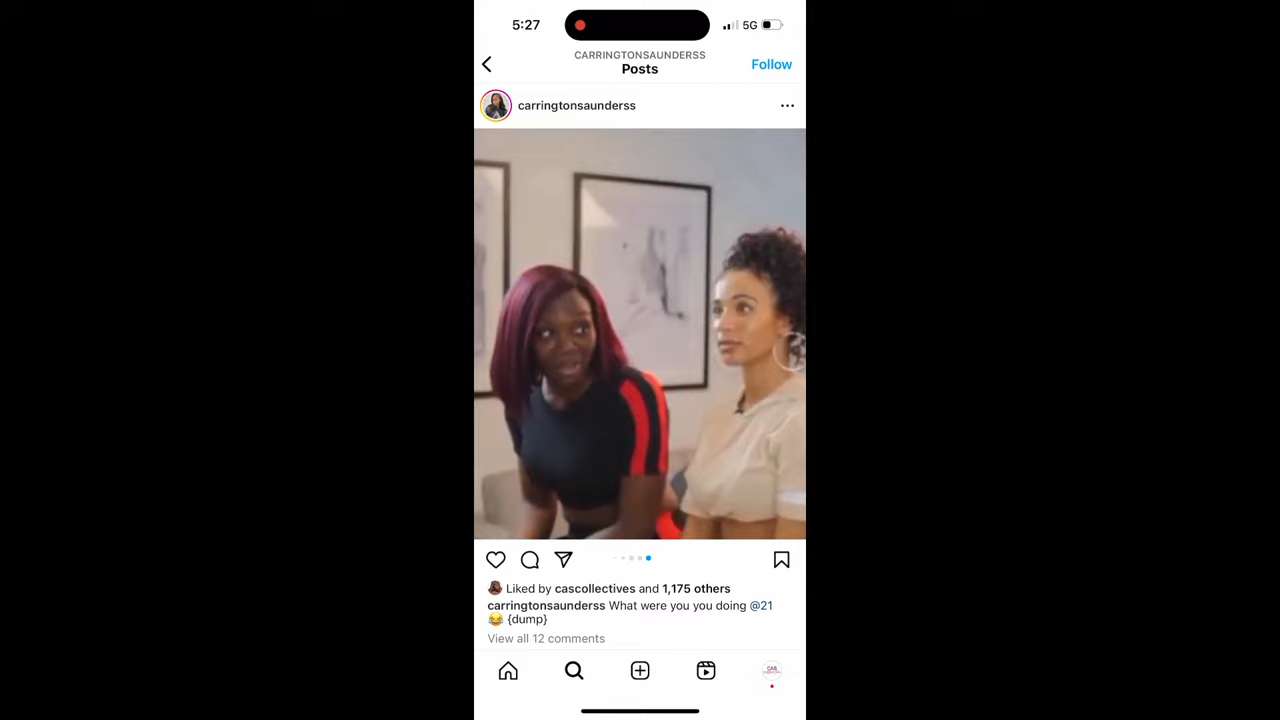 5:27
5G
CARRINGTONSAUNDERSS
Posts
Follow
carringtonsaunderss
Liked by cascollectives and 1,175 others
carringtonsaunderss What were you you doing @21
😂 {dump}
View all 12 comments